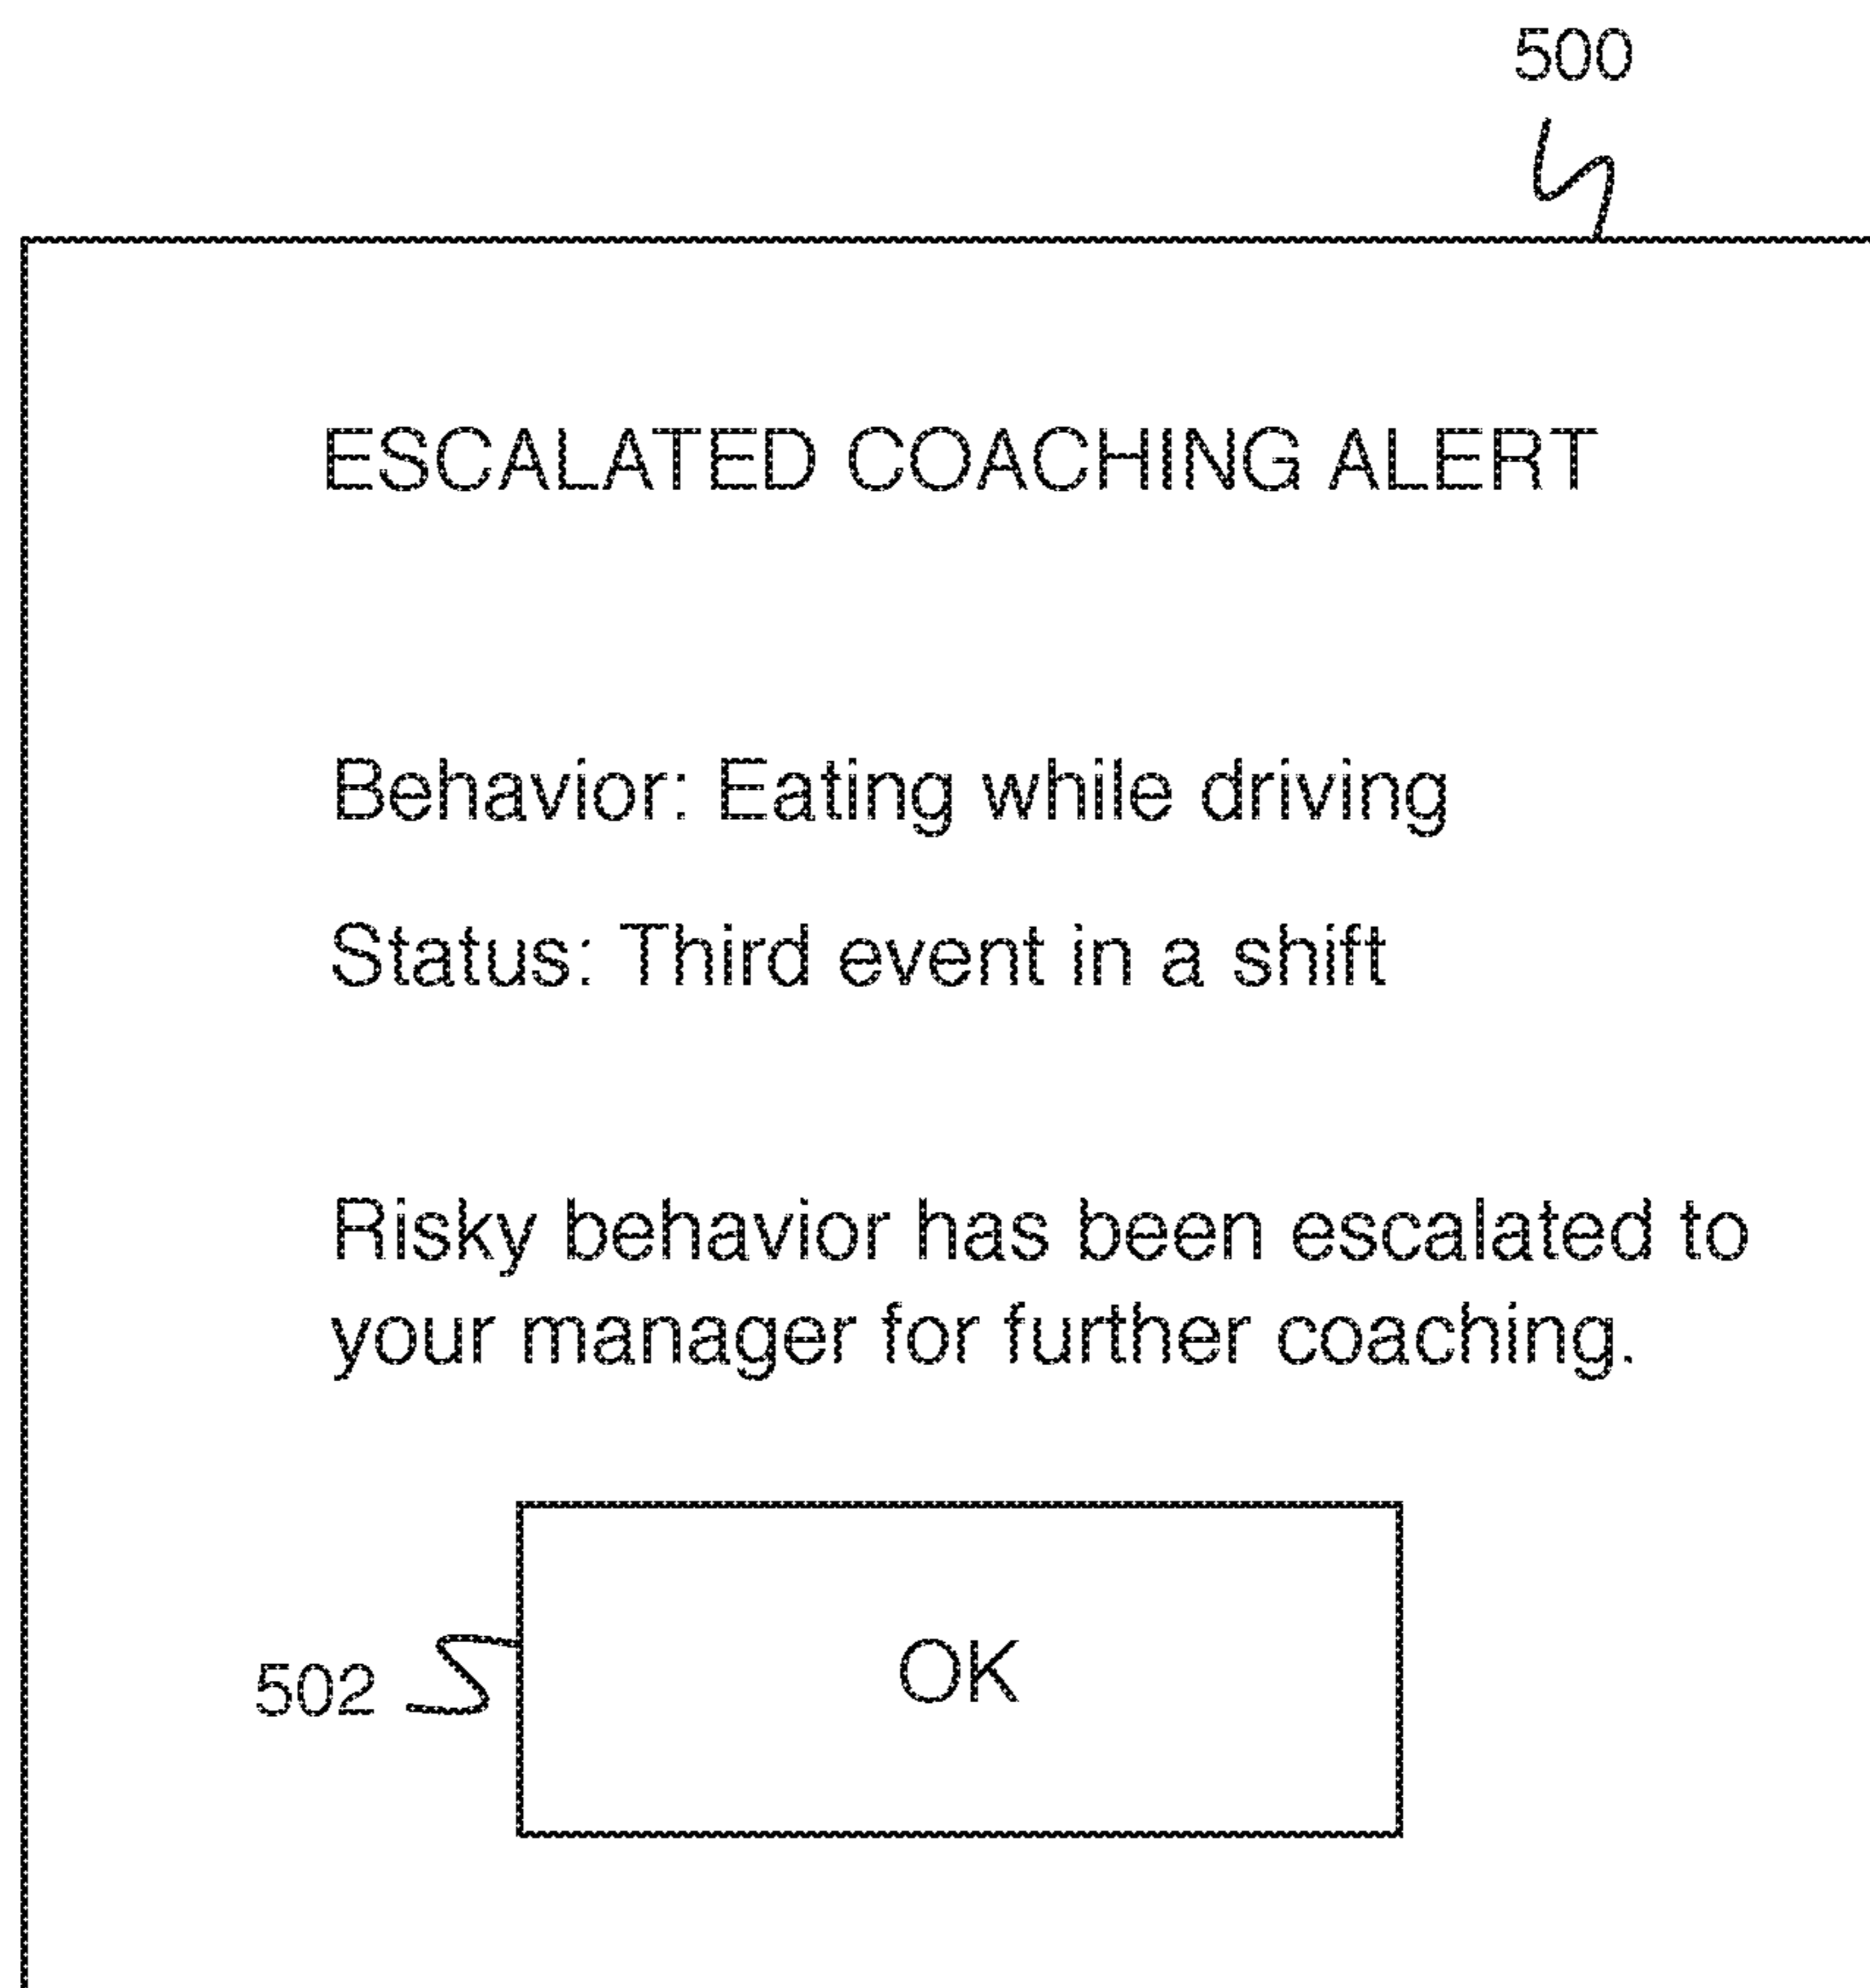 500
ESCALATED COACHING ALERT
Behavior: Eating while driving
Status: Third event in a shift
Risky behavior has been escalated to
your manager for further coaching.
OK
502